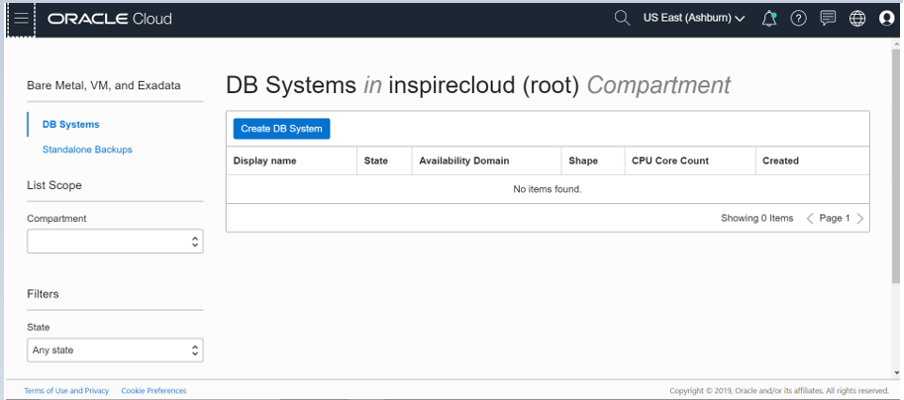 ORACLE Cloud
US East (Ashburn)
Bare Metal, VM, and Exadata
DB Systems
Standalone Backups
List Scope
Compartment
Filters
State
Any state
DB Systems in inspirecloud (root) Compartment
Create DB System
Display name State Availability Domain Shape CPU Core Count Created
No items found.
Showing 0 Items < Page 1 >
Terms of Use and Privacy Cookie Preferences
Copyright © 2019, Oracle and/or its affiliates. All rights reserved.